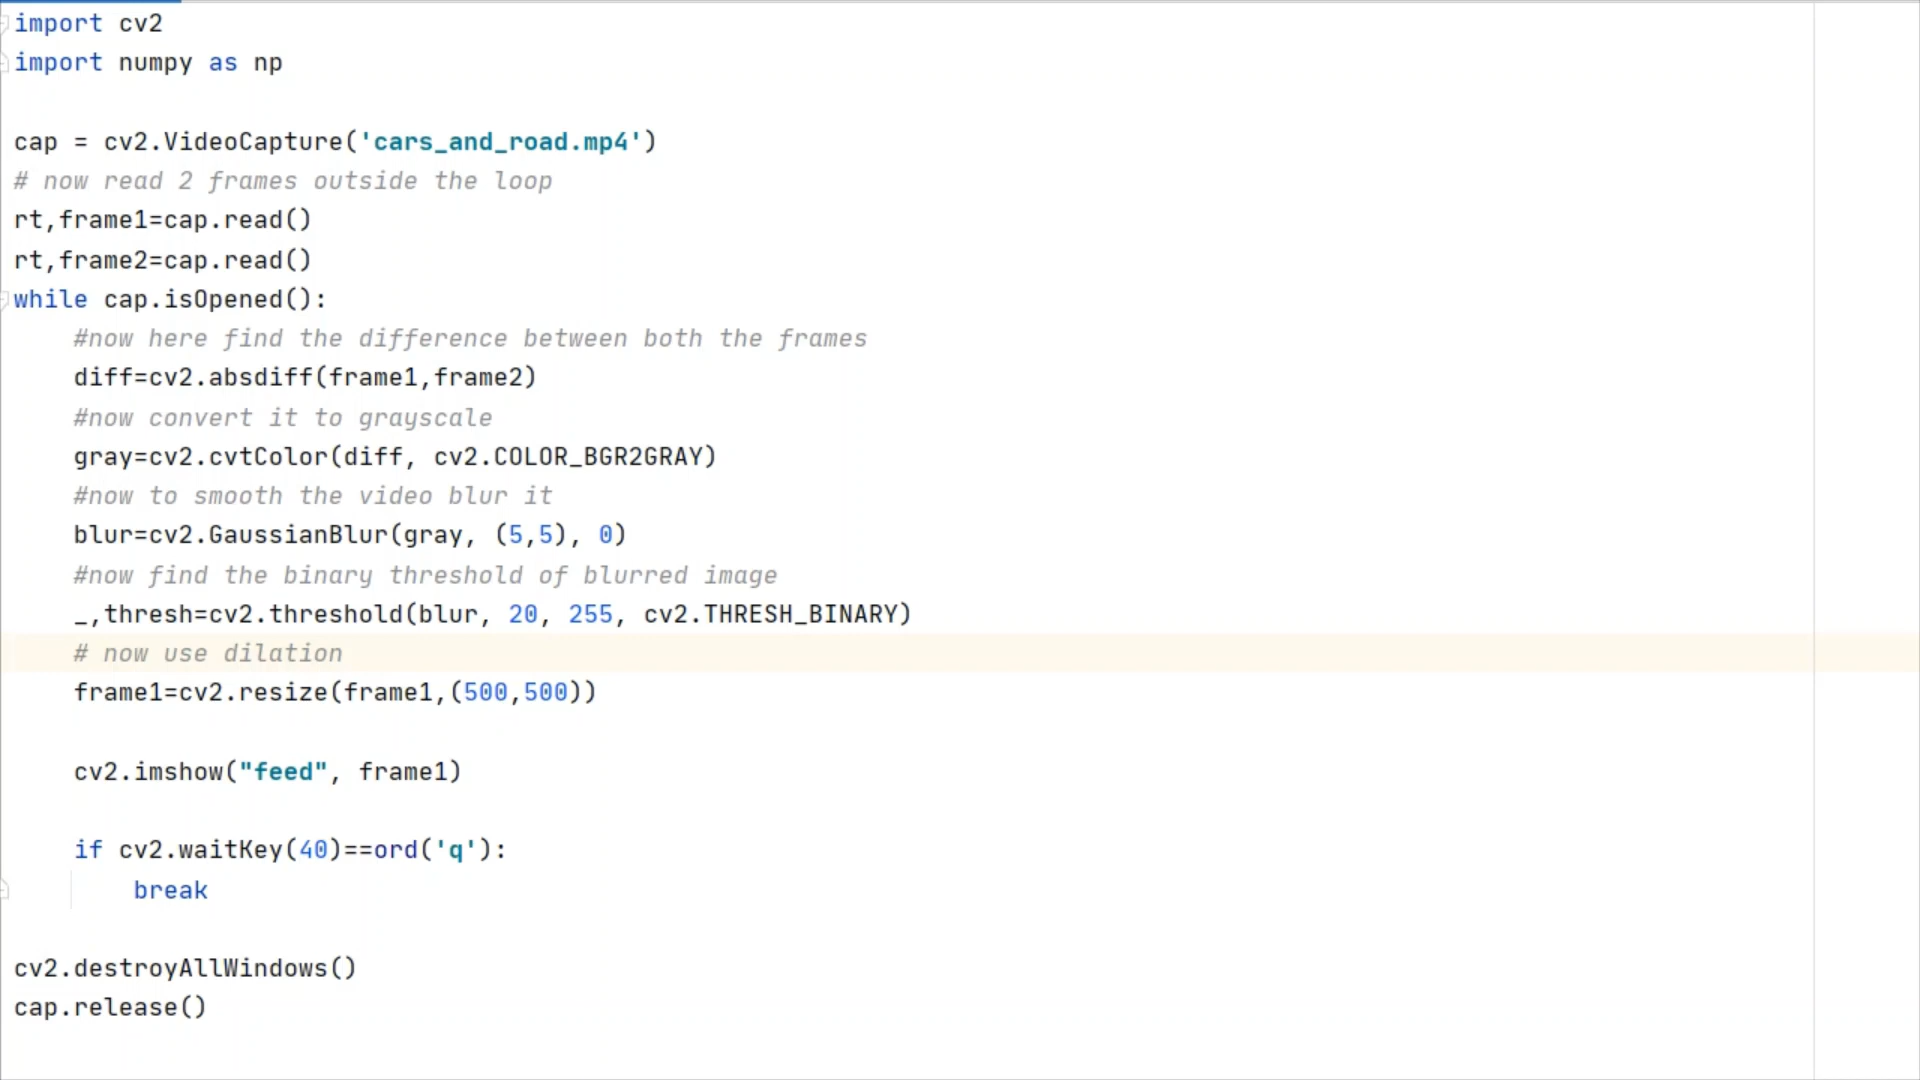 import cv2
import numpy as np
cap = cv2.VideoCapture('cars_and_road.mp4')
# now read 2 frames outside the loop
rt,frame1=cap.read()
rt,frame2=cap.read()
while cap.isOpened():
    #now here find the difference between both the frames
    diff=cv2.absdiff(frame1,frame2)
    #now convert it to grayscale
    gray=cv2.cvtColor(diff, cv2.COLOR_BGR2GRAY)
    #now to smooth the video blur it
    blur=cv2.GaussianBlur(gray, (5,5), 0)
    #now find the binary threshold of blurred image
    _,thresh=cv2.threshold(blur, 20, 255, cv2.THRESH_BINARY)
    # now use dilation
    frame1=cv2.resize(frame1,(500,500))
    cv2.imshow("feed", frame1)
    if cv2.waitKey(40)==ord('q'):
        break
cv2.destroyAllWindows()
cap.release()